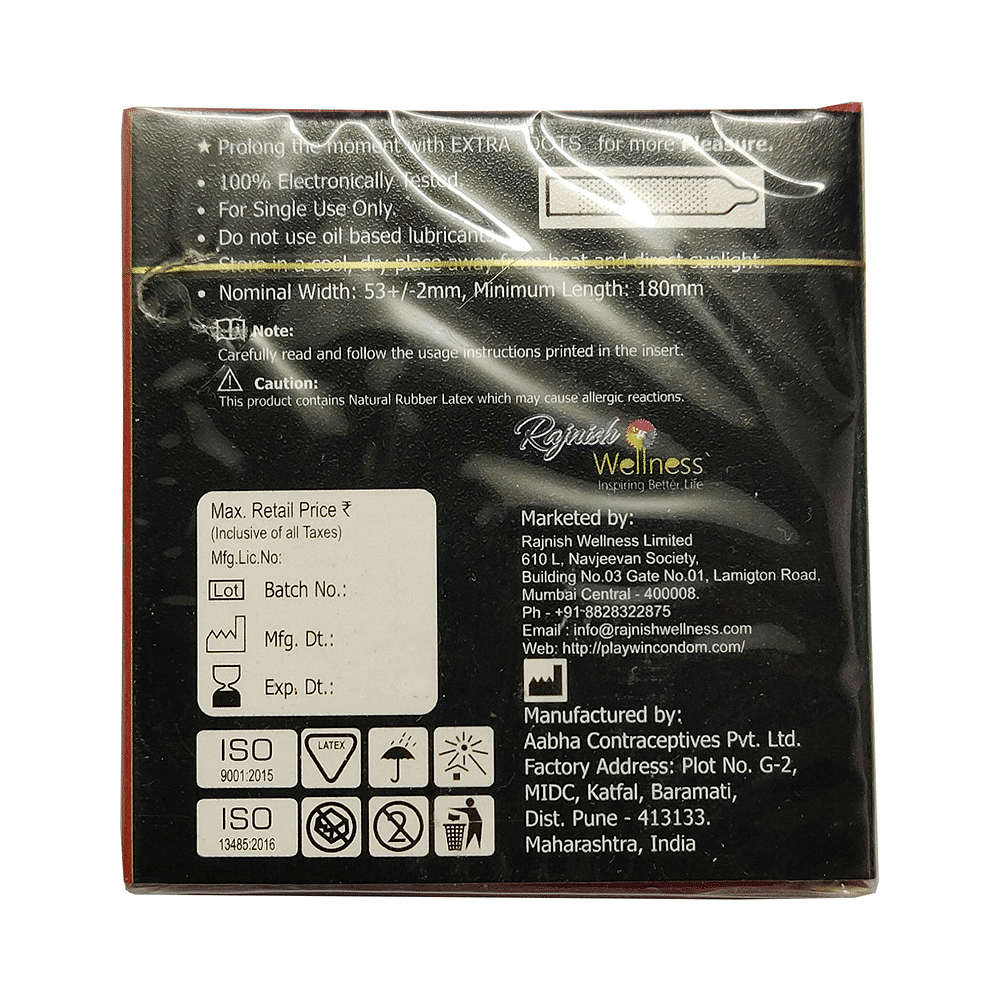 ★ Prolong the moment with EXTRA DOTS for more Pleasure.
• 100% Electronically Tested.
• For Single Use Only.
• Do not use oil based lubricants.
• Store in a cool, dry place away from heat and direct sunlight.
• Nominal Width: 53+/-2mm, Minimum Length: 180mm
Note:
Carefully read and follow the usage instructions printed in the insert.
Caution:
This product contains Natural Rubber Latex which may cause allergic reactions.
Rajnish
Wellness
Inspiring Better Life
Max. Retail Price ₹
(Inclusive of all Taxes)
Mfg.Lic.No:
Lot Batch No.:
Mfg. Dt.:
Exp. Dt.:
ISO
9001:2015
LATEX
ISO
13485:2016
2
Marketed by:
Rajnish Wellness Limited
610 L, Navjeevan Society,
Building No.03 Gate No.01, Lamigton Road,
Mumbai Central - 400008.
Ph - +91 8828322875
Email : info@rajnishwellness.com
Web: http://playwincondom.com/
Manufactured by:
Aabha Contraceptives Pvt. Ltd.
Factory Address: Plot No. G-2,
MIDC, Katfal, Baramati,
Dist. Pune - 413133.
Maharashtra, India